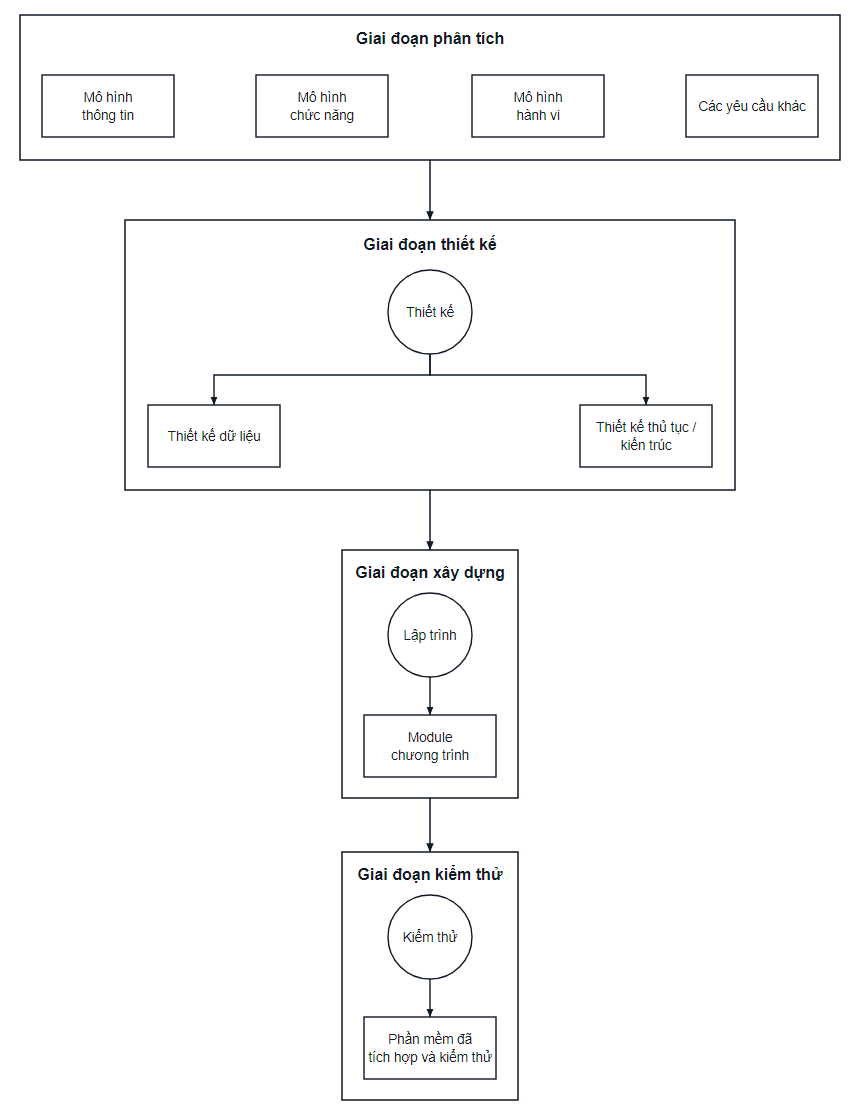 Giai đoạn phân tích
Mô hình
thông tin
Mô hình
chức năng
Mô hình
hành vi
Các yêu cầu khác
Giai đoạn thiết kế
Thiết kế
Thiết kế dữ liệu
Thiết kế thủ tục /
kiến trúc
Giai đoạn xây dựng
Lập trình
Module
chương trình
Giai đoạn kiểm thử
Kiểm thử
Phần mềm đã
tích hợp và kiểm thử